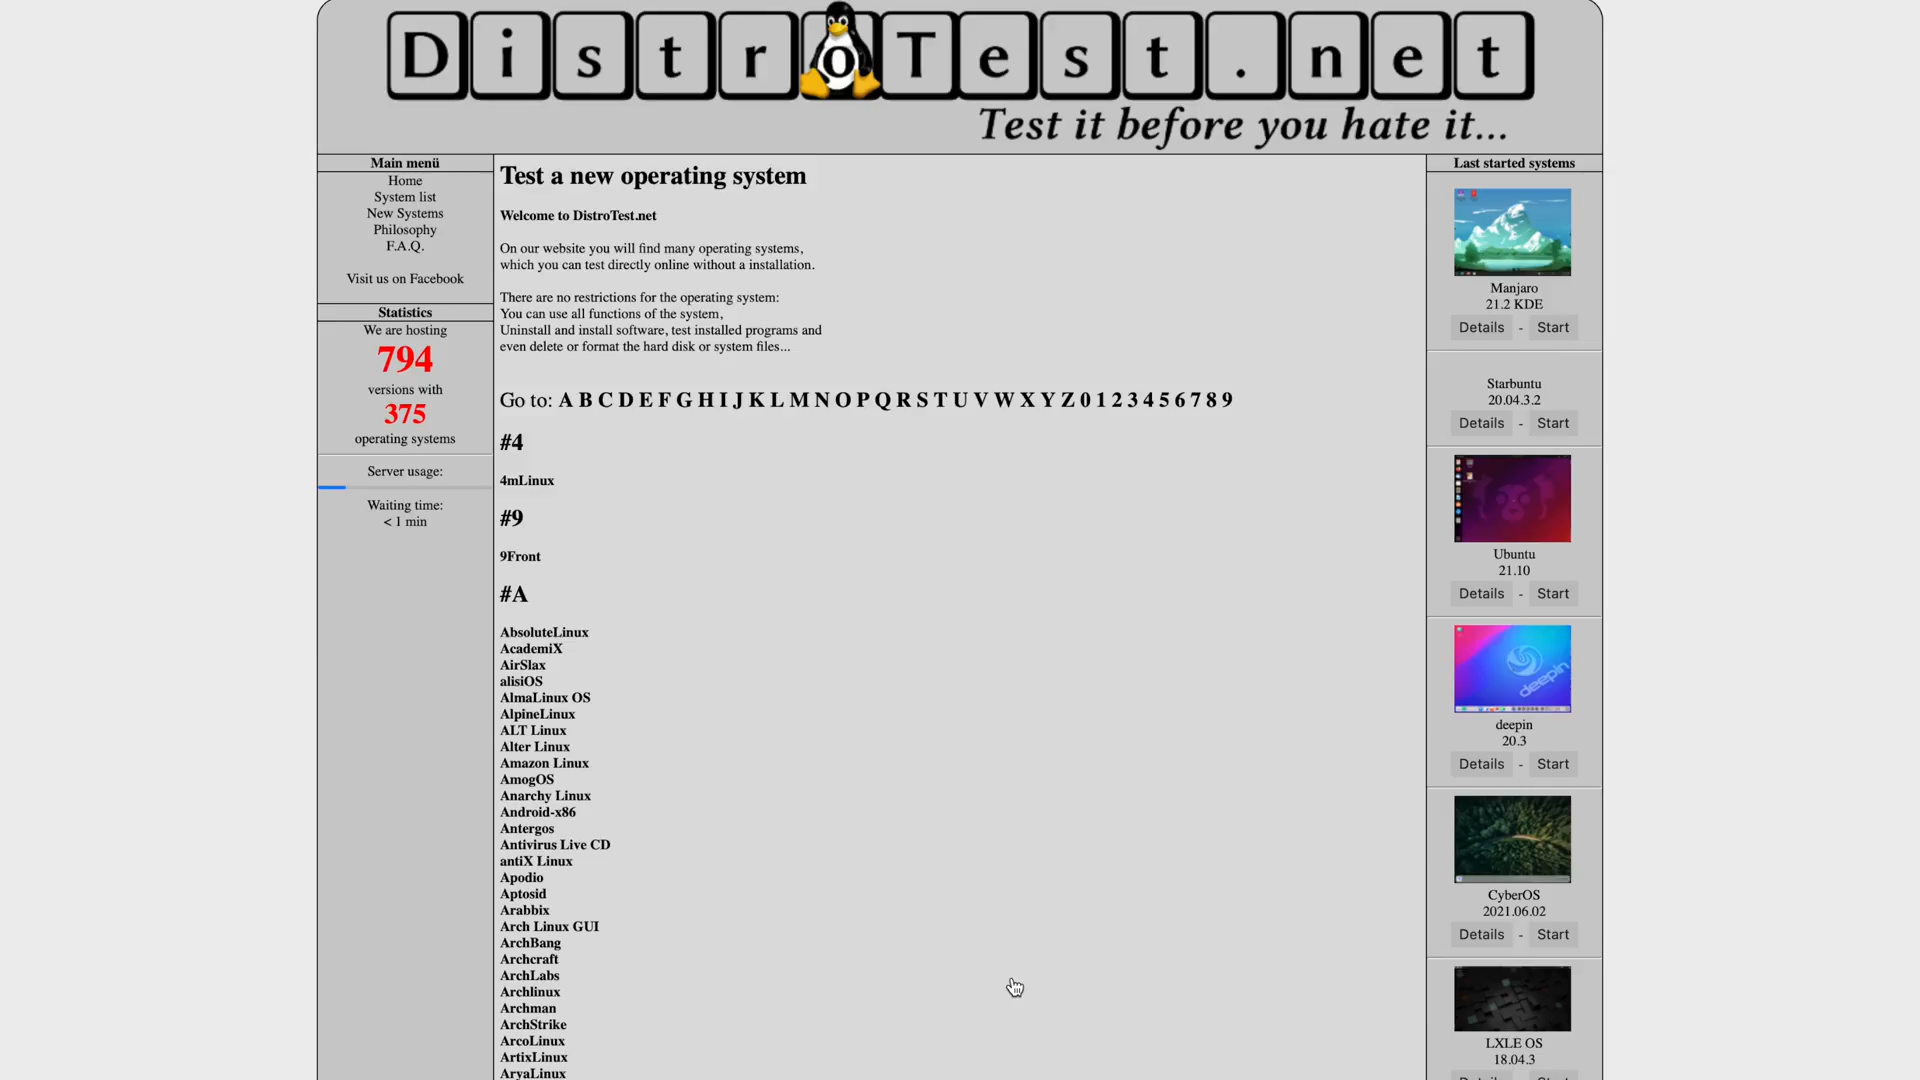 DistroTest.net
Test it before you hate it...
Main menü
Home
System list
New Systems
Philosophy
F.A.Q.
Visit us on Facebook
Statistics
We are hosting
794
versions with
375
operating systems
Server usage:
Waiting time:
< 1 min
Test a new operating system
Welcome to DistroTest.net
On our website you will find many operating systems,
which you can test directly online without a installation.
There are no restrictions for the operating system:
You can use all functions of the system,
Uninstall and install software, test installed programs and
even delete or format the hard disk or system files...
Go to: A B C D E F G H I J K L M N O P Q R S T U V W X Y Z 0 1 2 3 4 5 6 7 8 9
#4
4mLinux
#9
9Front
#A
AbsoluteLinux
AcademiX
AirSlax
alisiOS
AlmaLinux OS
AlpineLinux
ALT Linux
Alter Linux
Amazon Linux
AmogOS
Anarchy Linux
Android-x86
Antergos
Antivirus Live CD
antiX Linux
Apodio
Aptosid
Arabbix
Arch Linux GUI
ArchBang
Archcraft
ArchLabs
Archlinux
Archman
ArchStrike
ArcoLinux
ArtixLinux
AryaLinux
Last started systems
Manjaro
21.2 KDE
Details - Start
Starbuntu
20.04.3.2
Details - Start
Ubuntu
21.10
Details - Start
deepin
deepin
20.3
Details - Start
CyberOS
2021.06.02
Details - Start
LXLE OS
18.04.3